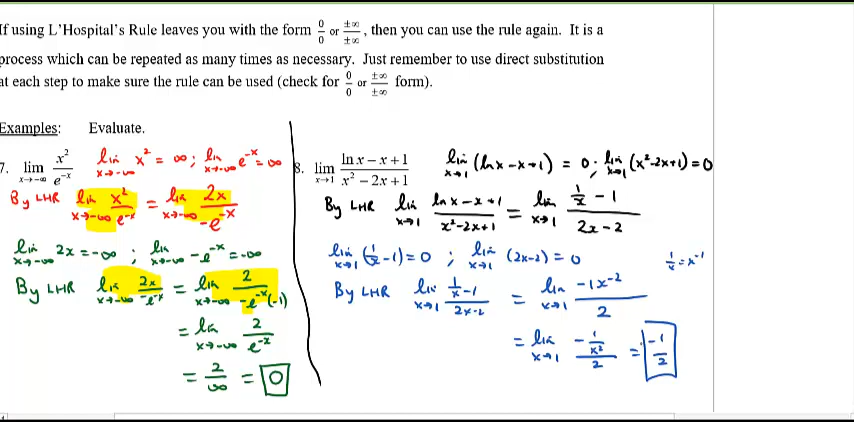 If using L'Hospital's Rule leaves you with the form 0/0 or ±∞/±∞, then you can use the rule again. It is a
process which can be repeated as many times as necessary. Just remember to use direct substitution
at each step to make sure the rule can be used (check for 0/0 or ±∞/±∞ form).
Examples: Evaluate.
7. lim x→-∞ x²/e^-x
lim x→-∞ x² = ∞ ; lim x→-∞ e^-x = ∞
By LHR lim x→-∞ x²/e^-x = lim x→-∞ 2x/-e^-x
lim x→-∞ 2x = -∞ ; lim x→-∞ -e^-x = -∞
By LHR lim x→-∞ 2x/-e^-x = lim x→-∞ 2/-e^-x(-1)
= lim x→-∞ 2/e^-x
= 2/∞ = 0
8. lim x→1 (ln x - x + 1)/(x² - 2x + 1)
lim x→1 (ln x - x + 1) = 0 ; lim x→1 (x² - 2x + 1) = 0
By LHR lim x→1 (ln x - x + 1)/(x² - 2x + 1) = lim x→1 (1/x - 1)/(2x - 2)
lim x→1 (1/x - 1) = 0 ; lim x→1 (2x - 2) = 0
1/x = x^-1
By LHR lim x→1 (1/x - 1)/(2x - 2) = lim x→1 -1x^-2/2
= lim x→1 (-1/x²)/2 = -1/2